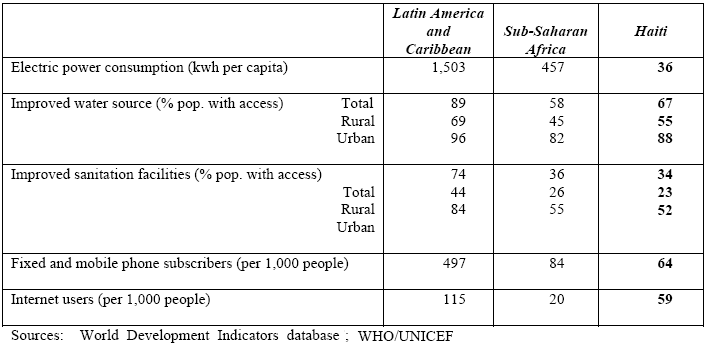 Latin America and Caribbean Sub-Saharan Africa Haiti
Electric power consumption (kwh per capita) 1,503 457 36
Improved water source (% pop. with access) Total 89 58 67
Rural 69 45 55
Urban 96 82 88
Improved sanitation facilities (% pop. with access) 74 36 34
Total 44 26 23
Rural 84 55 52
Urban
Fixed and mobile phone subscribers (per 1,000 people) 497 84 64
Internet users (per 1,000 people) 115 20 59
Sources: World Development Indicators database ; WHO/UNICEF